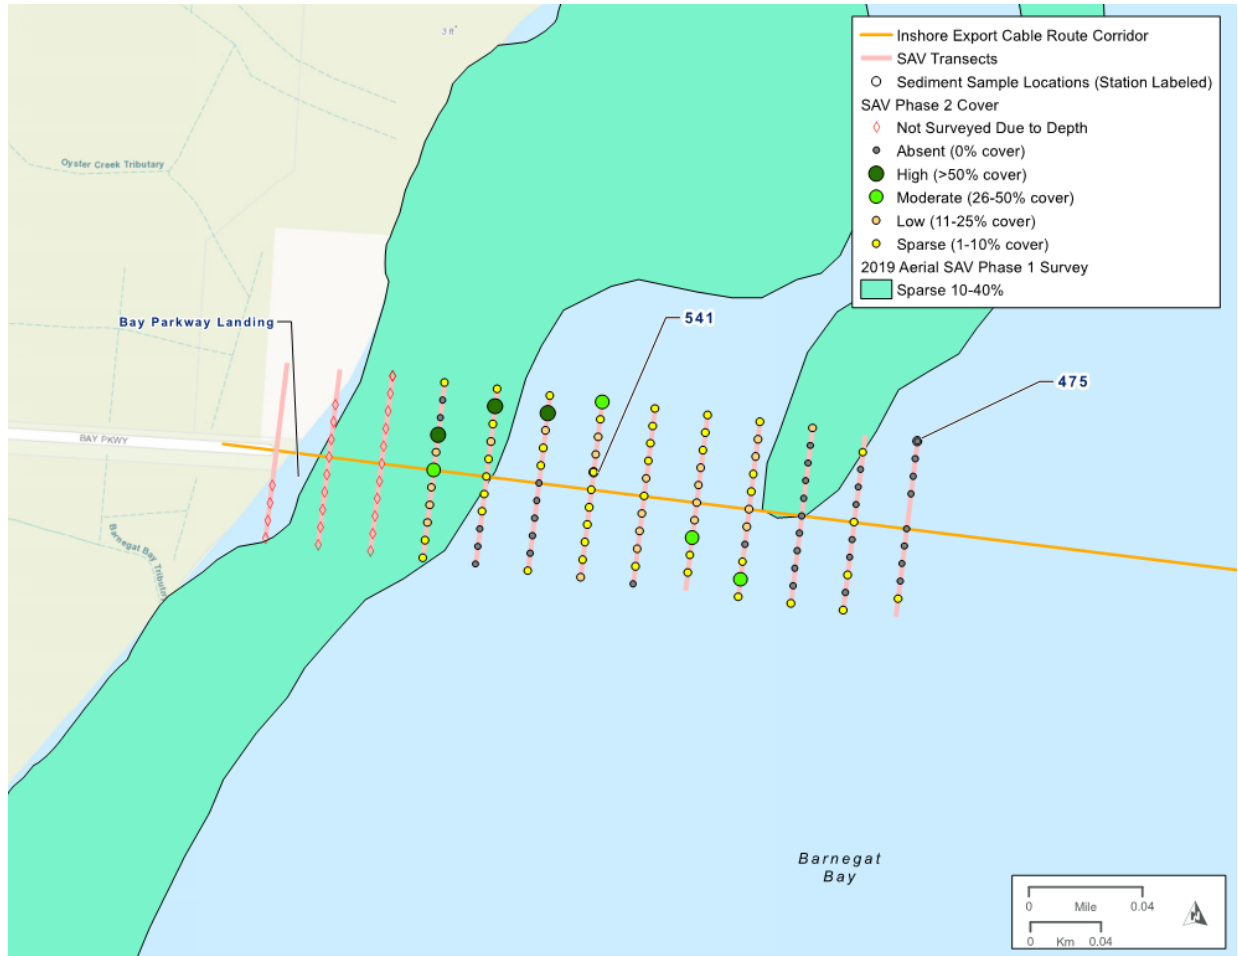 3 ft
Inshore Export Cable Route Corridor
SAV Transects
Sediment Sample Locations (Station Labeled)
SAV Phase 2 Cover
Not Surveyed Due to Depth
Absent (0% cover)
High (>50% cover)
Moderate (26-50% cover)
Low (11-25% cover)
Sparse (1-10% cover)
2019 Aerial SAV Phase 1 Survey
Sparse 10-40%
Oyster Creek Tributary
Bay Parkway Landing
541
475
BAY PKWY
Barnegat Bay Tributary
Barnegat
Bay
0 Mile 0.04
0 Km 0.04
N